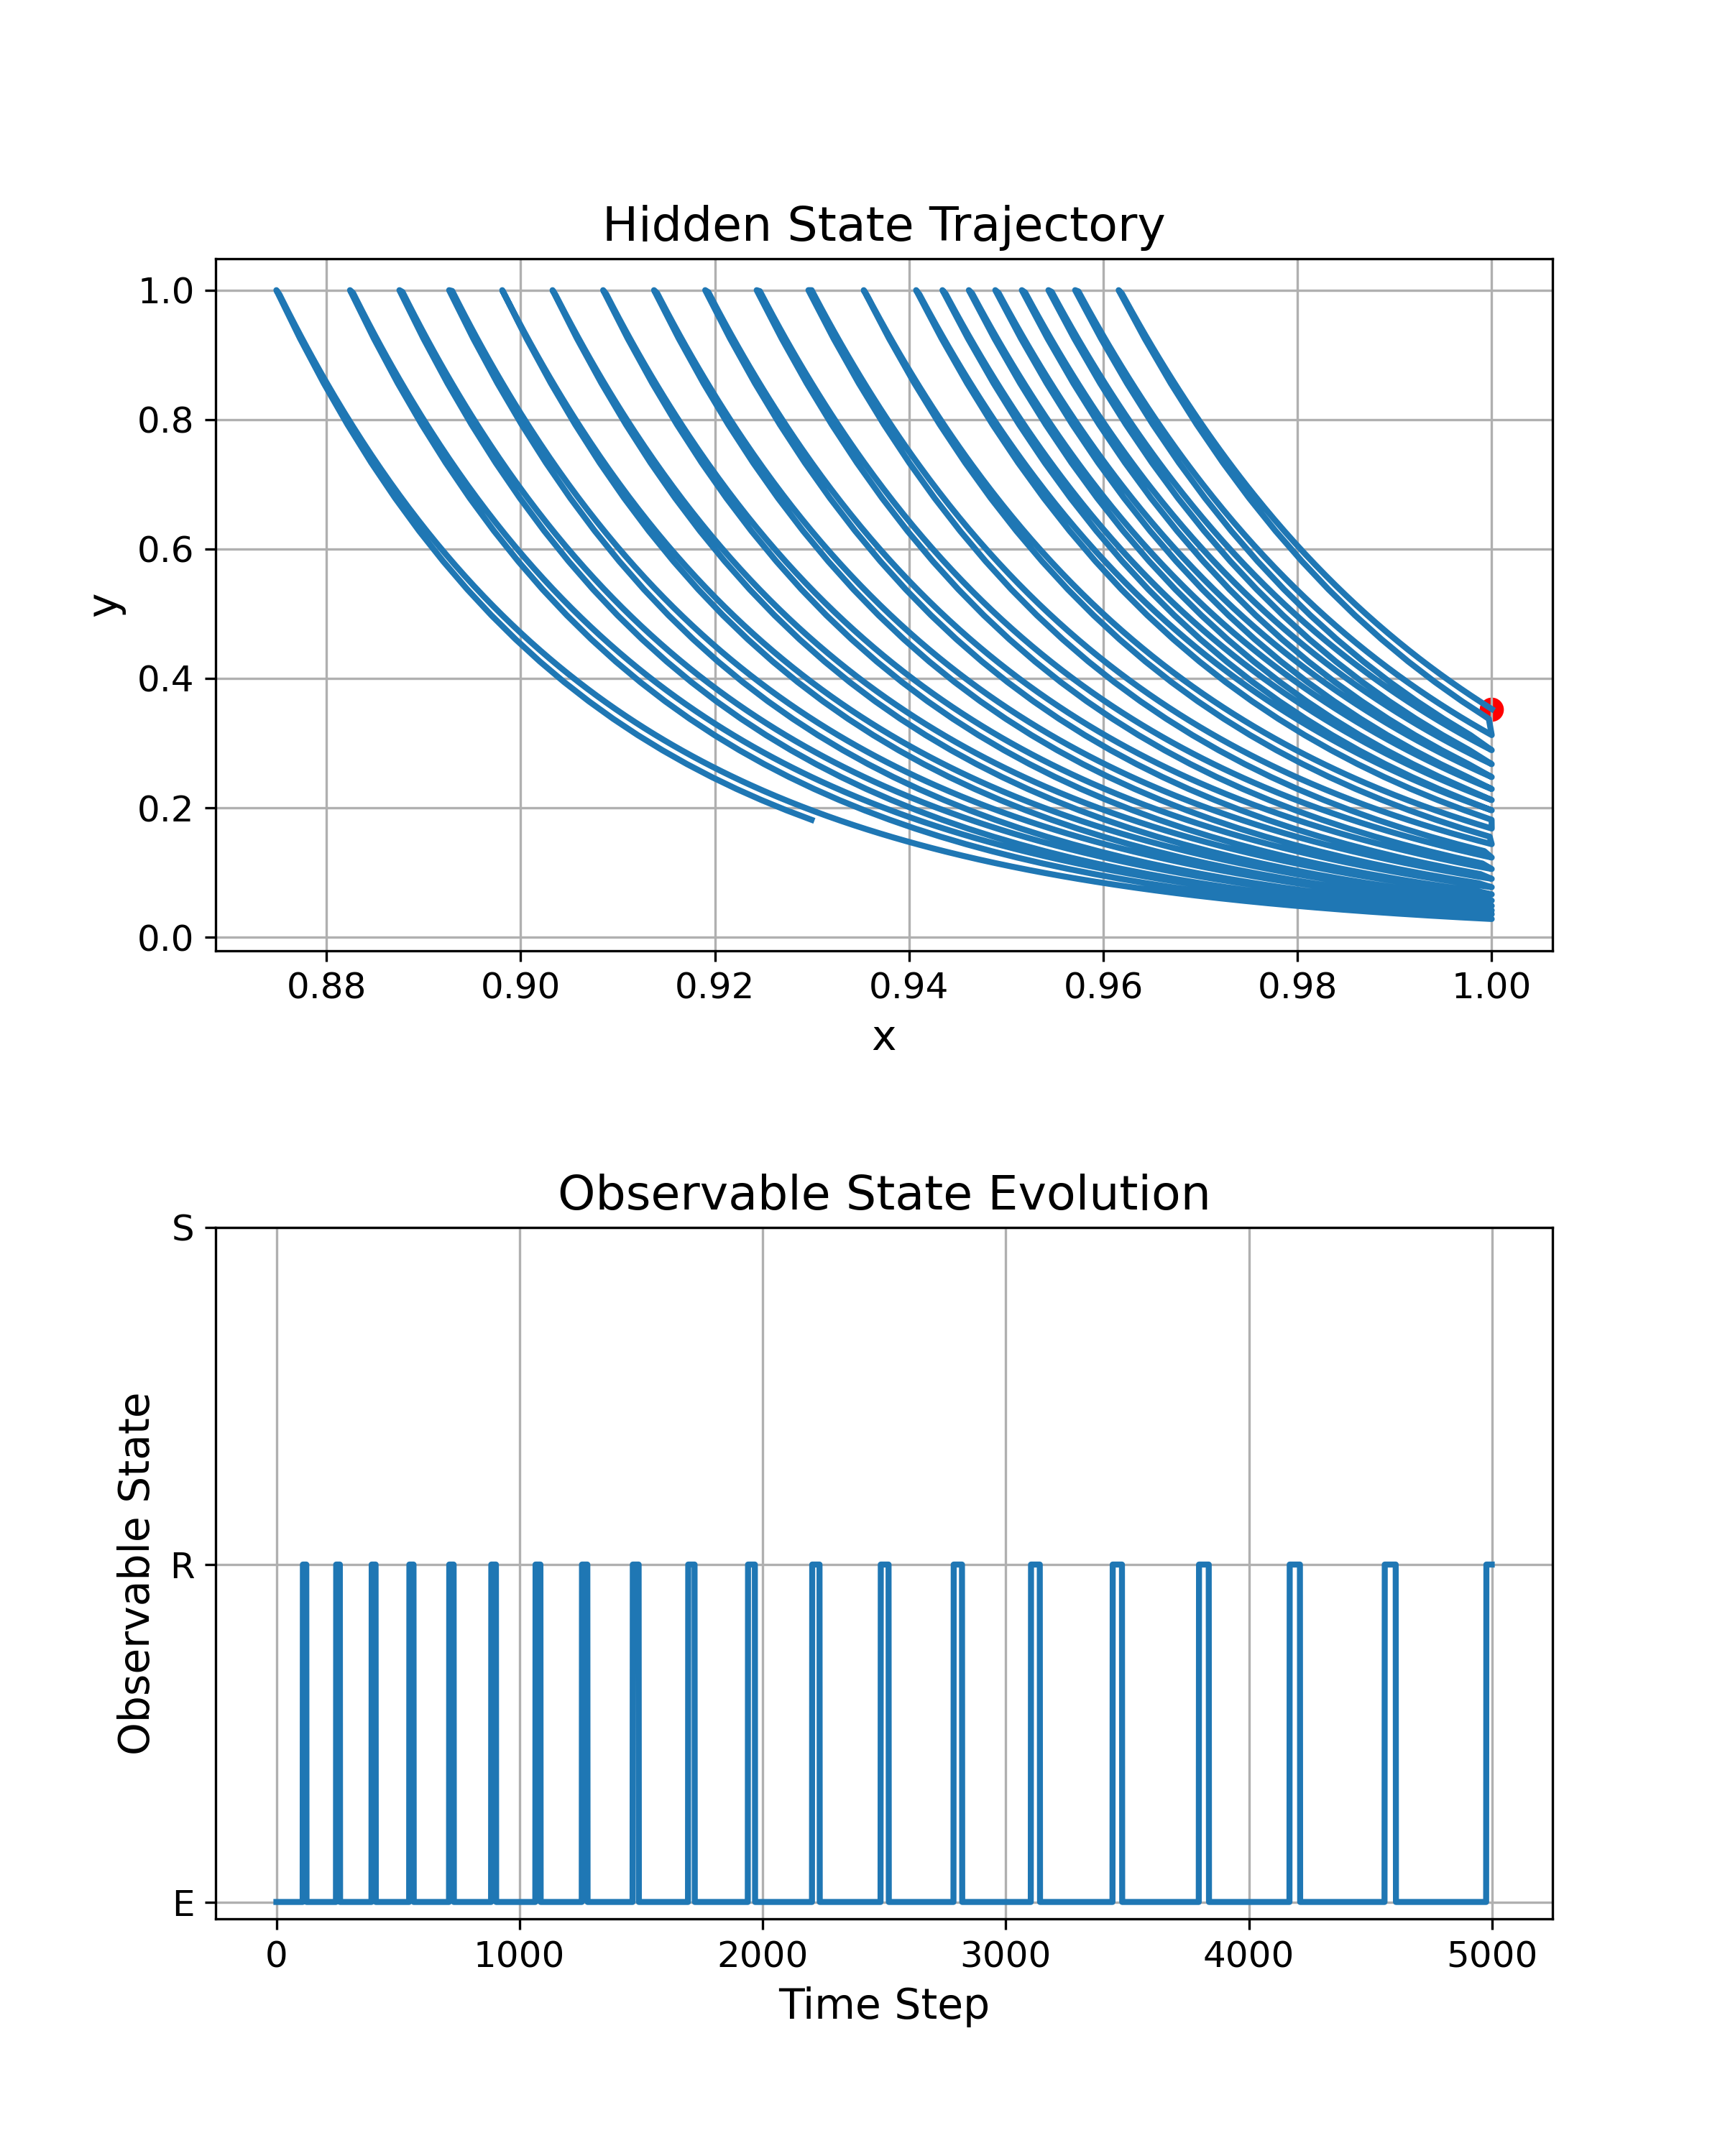 Hidden State Trajectory
1.0
0.8
0.6
0.4
0.2
0.0
y
0.88 0.90 0.92 0.94 0.96 0.98 1.00
x
Observable State Evolution
S
R
E
Observable State
0 1000 2000 3000 4000 5000
Time Step